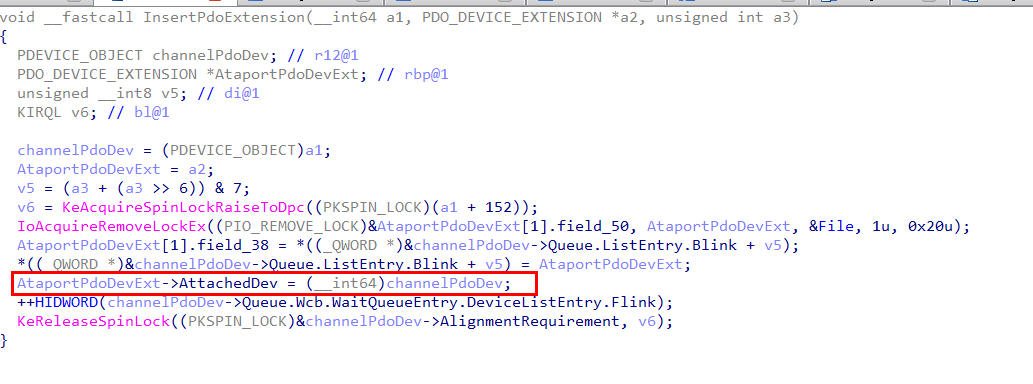 void __fastcall InsertPdoExtension(__int64 a1, PDO_DEVICE_EXTENSION *a2, unsigned int a3)
{
  PDEVICE_OBJECT channelPdoDev; // r12@1
  PDO_DEVICE_EXTENSION *AtaportPdoDevExt; // rbp@1
  unsigned __int8 v5; // di@1
  KIRQL v6; // bl@1

  channelPdoDev = (PDEVICE_OBJECT)a1;
  AtaportPdoDevExt = a2;
  v5 = (a3 + (a3 >> 6)) & 7;
  v6 = KeAcquireSpinLockRaiseToDpc((PKSPIN_LOCK)(a1 + 152));
  IoAcquireRemoveLockEx((PIO_REMOVE_LOCK)&AtaportPdoDevExt[1].field_50, AtaportPdoDevExt, &File, 1u, 0x20u);
  AtaportPdoDevExt[1].field_38 = *((_QWORD *)&channelPdoDev->Queue.ListEntry.Blink + v5);
  *((_QWORD *)&channelPdoDev->Queue.ListEntry.Blink + v5) = AtaportPdoDevExt;
  AtaportPdoDevExt->AttachedDev = (__int64)channelPdoDev;
  ++HIDWORD(channelPdoDev->Queue.Wcb.WaitQueueEntry.DeviceListEntry.Flink);
  KeReleaseSpinLock((PKSPIN_LOCK)&channelPdoDev->AlignmentRequirement, v6);
}